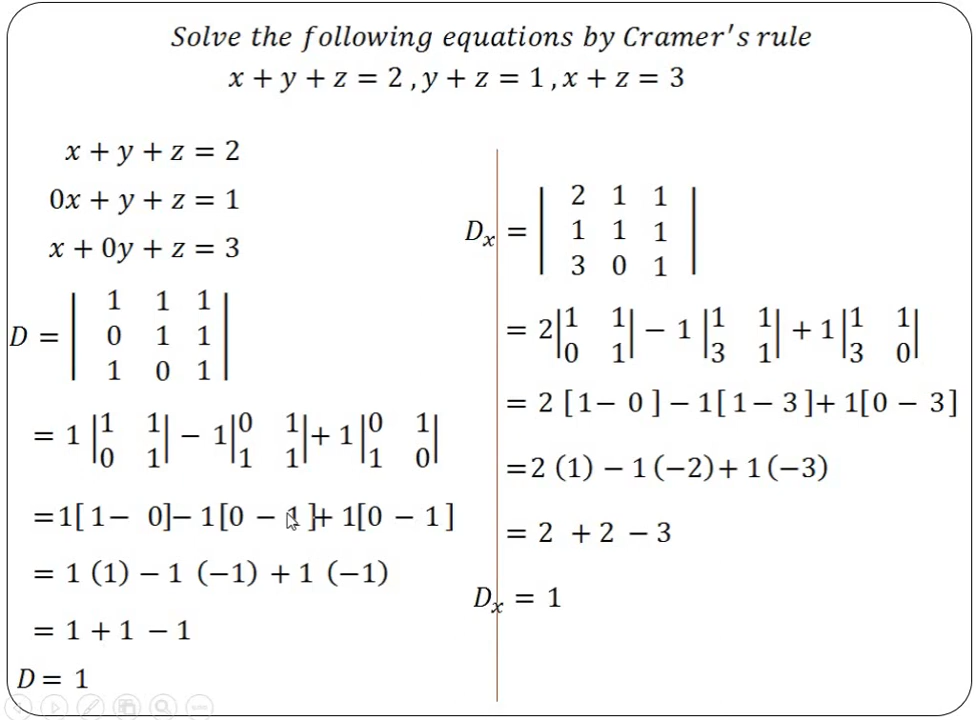 Solve the following equations by Cramer's rule
x + y + z = 2 , y + z = 1 , x + z = 3
x + y + z = 2
0x + y + z = 1
x + 0y + z = 3
D = | 1 1 1 |
| 0 1 1 |
| 1 0 1 |
= 1 |1 1| − 1 |0 1| + 1 |0 1|
|0 1| |1 1| |1 0|
= 1[ 1 − 0] − 1[0 − 1 ] + 1[0 − 1 ]
= 1 (1) − 1 (−1) + 1 (−1)
= 1 + 1 − 1
D = 1
Dₓ = | 2 1 1 |
| 1 1 1 |
| 3 0 1 |
= 2 |1 1| − 1 |1 1| + 1 |1 1|
|0 1| |3 1| |3 0|
= 2 [1 − 0 ] − 1[ 1 − 3 ] + 1[0 − 3]
= 2 (1) − 1 (−2) + 1 (−3)
= 2 + 2 − 3
Dₓ = 1